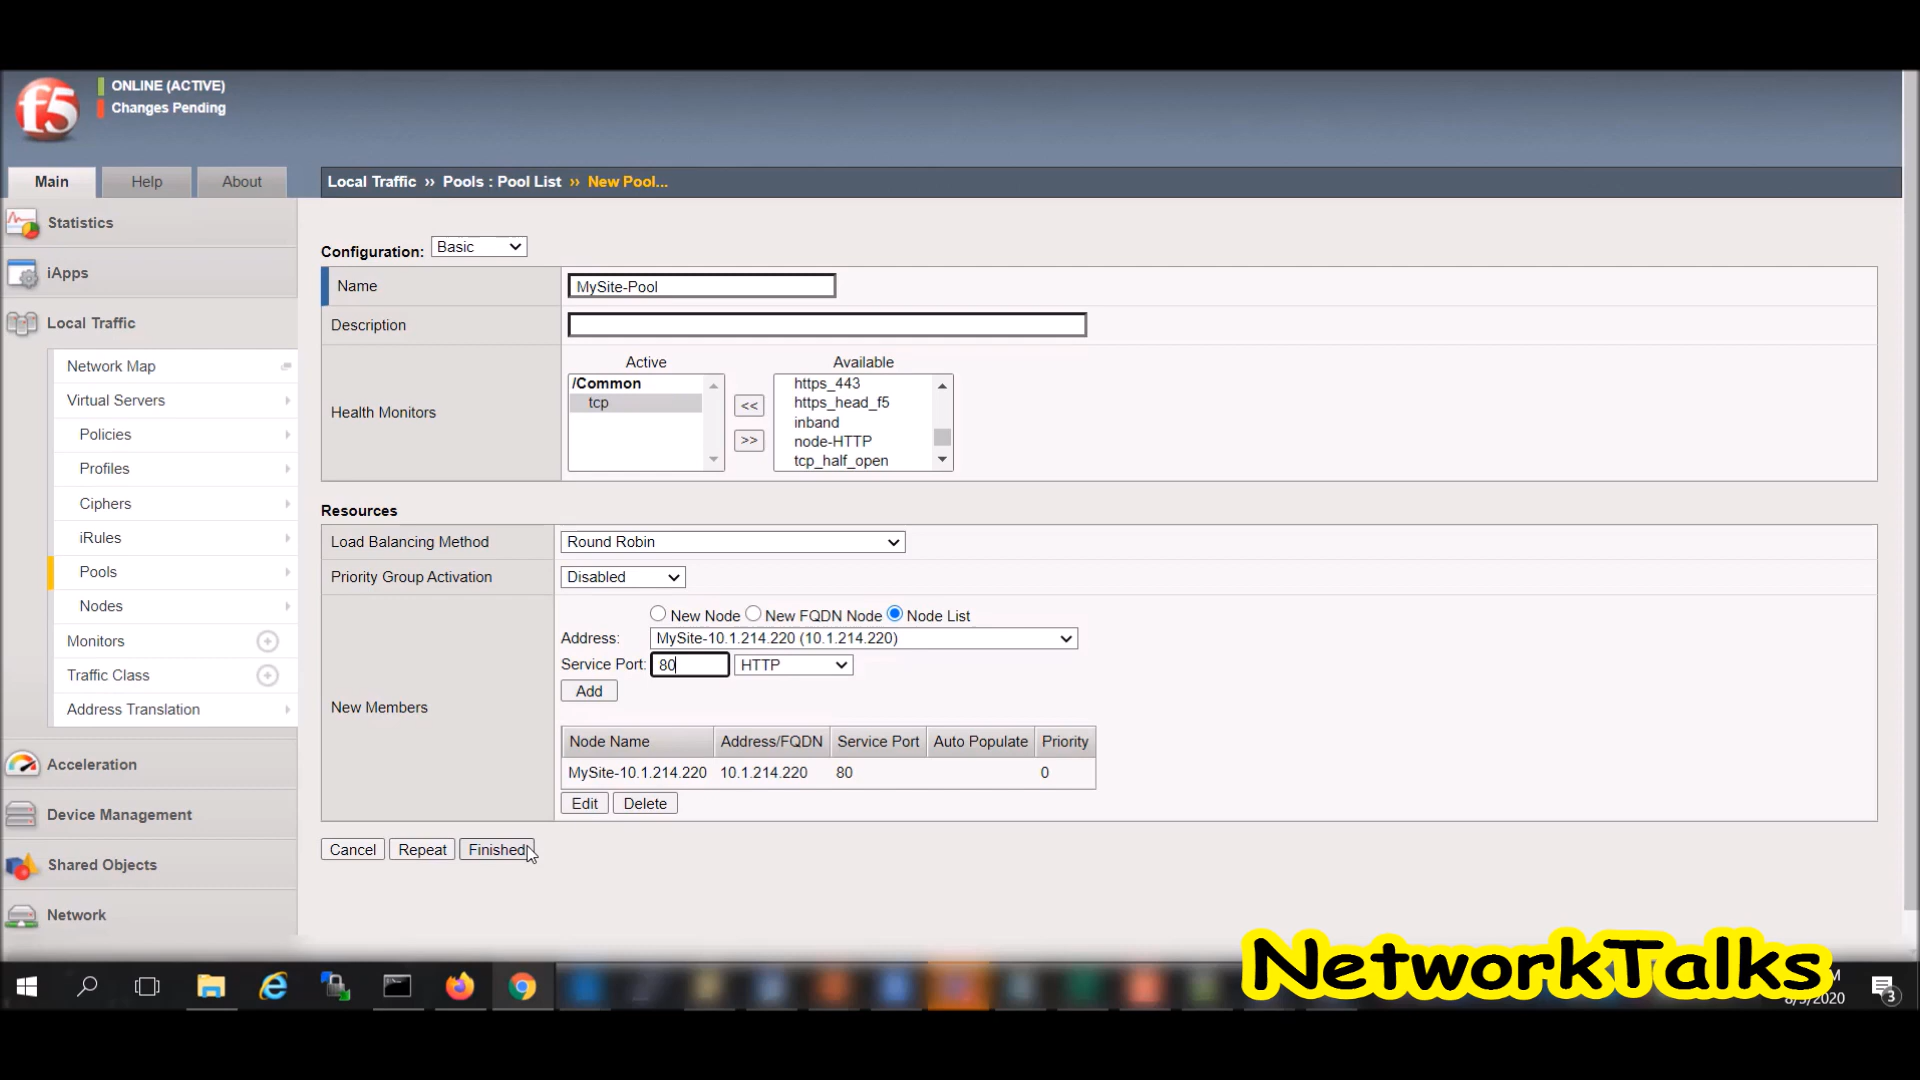 f5
ONLINE (ACTIVE)
Changes Pending
Main
Help
About
Local Traffic ›› Pools : Pool List ›› New Pool...
Statistics
iApps
Local Traffic
Network Map
Virtual Servers
Policies
Profiles
Ciphers
iRules
Pools
Nodes
Monitors
Traffic Class
Address Translation
Acceleration
Device Management
Shared Objects
Network
Configuration: Basic
Name MySite-Pool
Description
Health Monitors
Active
/Common
tcp
<<
>>
Available
https_443
https_head_f5
inband
node-HTTP
tcp_half_open
Resources
Load Balancing Method Round Robin
Priority Group Activation Disabled
New Members
New Node New FQDN Node Node List
Address: MySite-10.1.214.220 (10.1.214.220)
Service Port: 80 HTTP
Add
Node Name Address/FQDN Service Port Auto Populate Priority
MySite-10.1.214.220 10.1.214.220 80 0
Edit Delete
Cancel Repeat Finished
NetworkTalks
3